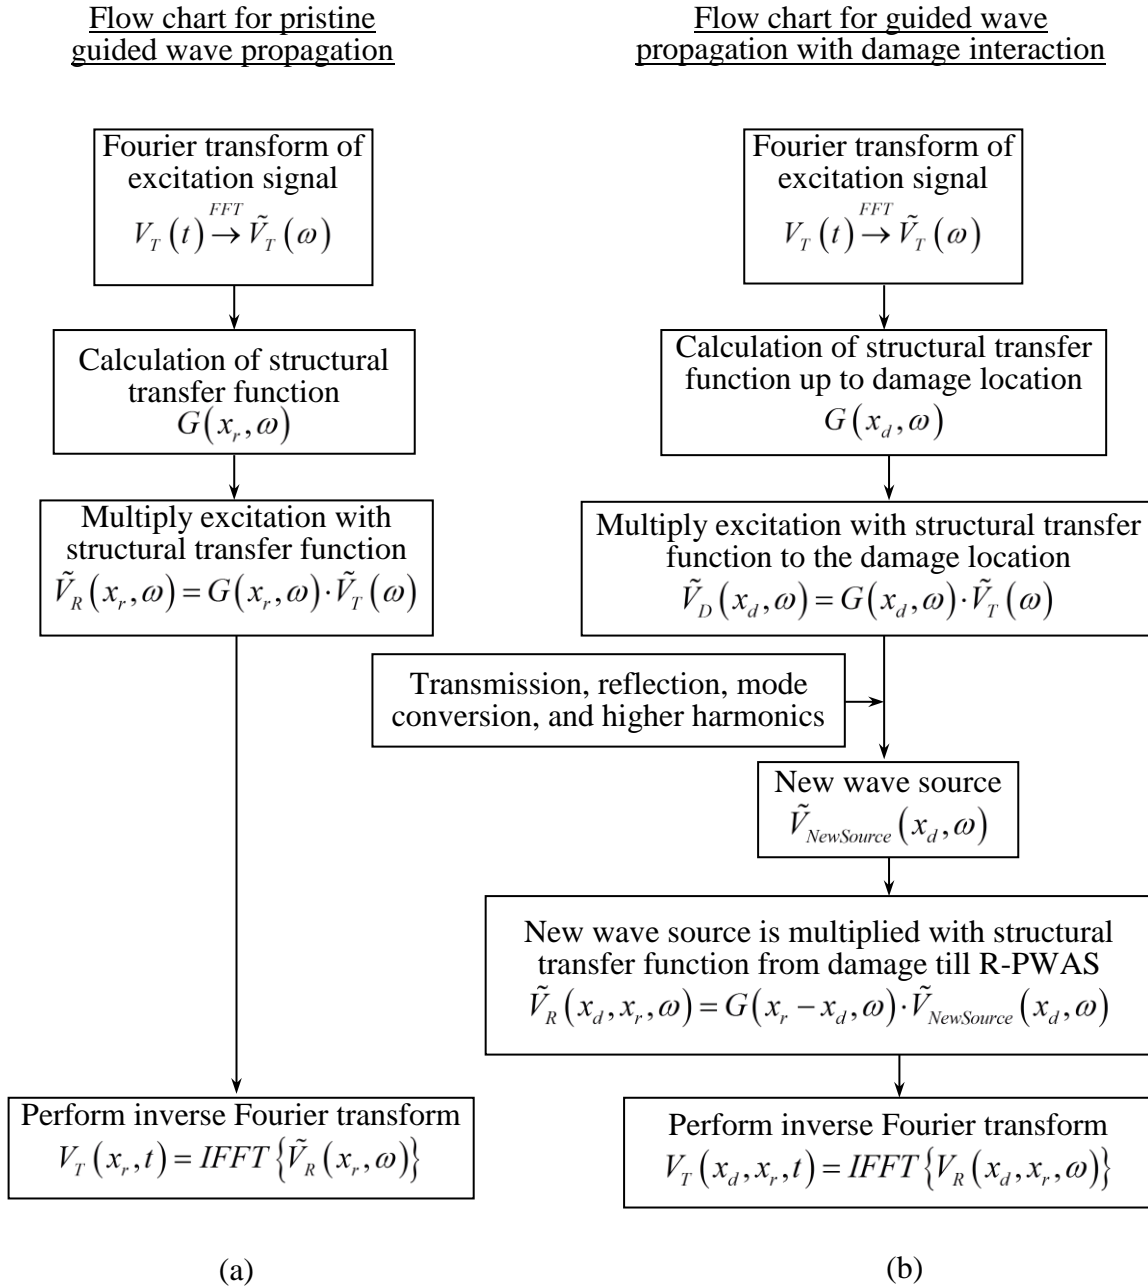 Flow chart for pristine
guided wave propagation
Fourier transform of
excitation signal
V_T(t) \overset{FFT}{→} Ṽ_T(ω)
Calculation of structural
transfer function
G(x_r, ω)
Multiply excitation with
structural transfer function
Ṽ_R(x_r, ω) = G(x_r, ω)·Ṽ_T(ω)
Perform inverse Fourier transform
V_T(x_r, t) = IFFT{Ṽ_R(x_r, ω)}
(a)
Flow chart for guided wave
propagation with damage interaction
Fourier transform of
excitation signal
V_T(t) \overset{FFT}{→} Ṽ_T(ω)
Calculation of structural transfer
function up to damage location
G(x_d, ω)
Multiply excitation with structural transfer
function to the damage location
Ṽ_D(x_d, ω) = G(x_d, ω)·Ṽ_T(ω)
Transmission, reflection, mode
conversion, and higher harmonics
New wave source
Ṽ_{NewSource}(x_d, ω)
New wave source is multiplied with structural
transfer function from damage till R-PWAS
Ṽ_R(x_d, x_r, ω) = G(x_r − x_d, ω)·Ṽ_{NewSource}(x_d, ω)
Perform inverse Fourier transform
V_T(x_d, x_r, t) = IFFT{V_R(x_d, x_r, ω)}
(b)